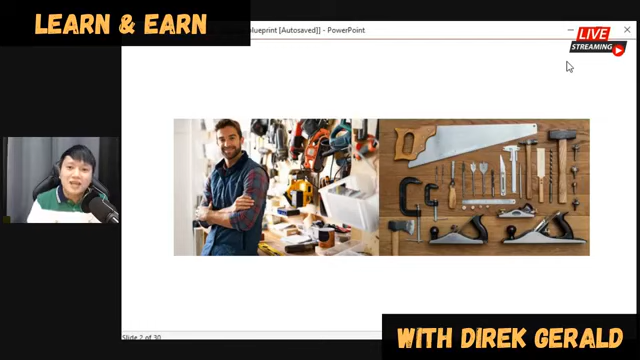 LEARN & EARN
blueprint [Autosaved]] - PowerPoint
LIVE
STREAMING
Slide 2 of 30
WITH DIREK GERALD